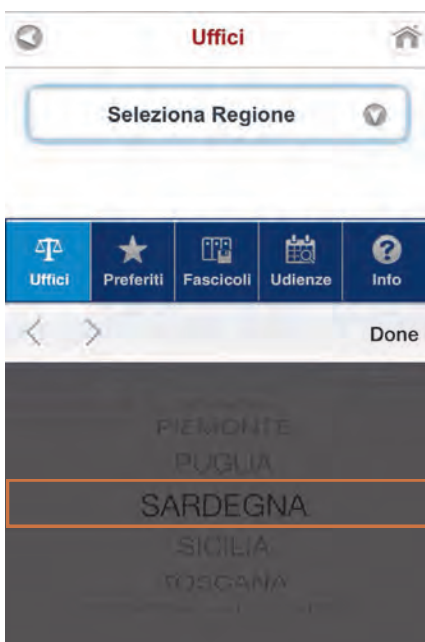 Uffici
Seleziona Regione
Uffici Preferiti Fascicoli Udienze Info
Done
PIEMONTE
PUGLIA
SARDEGNA
SICILIA
TOSCANA